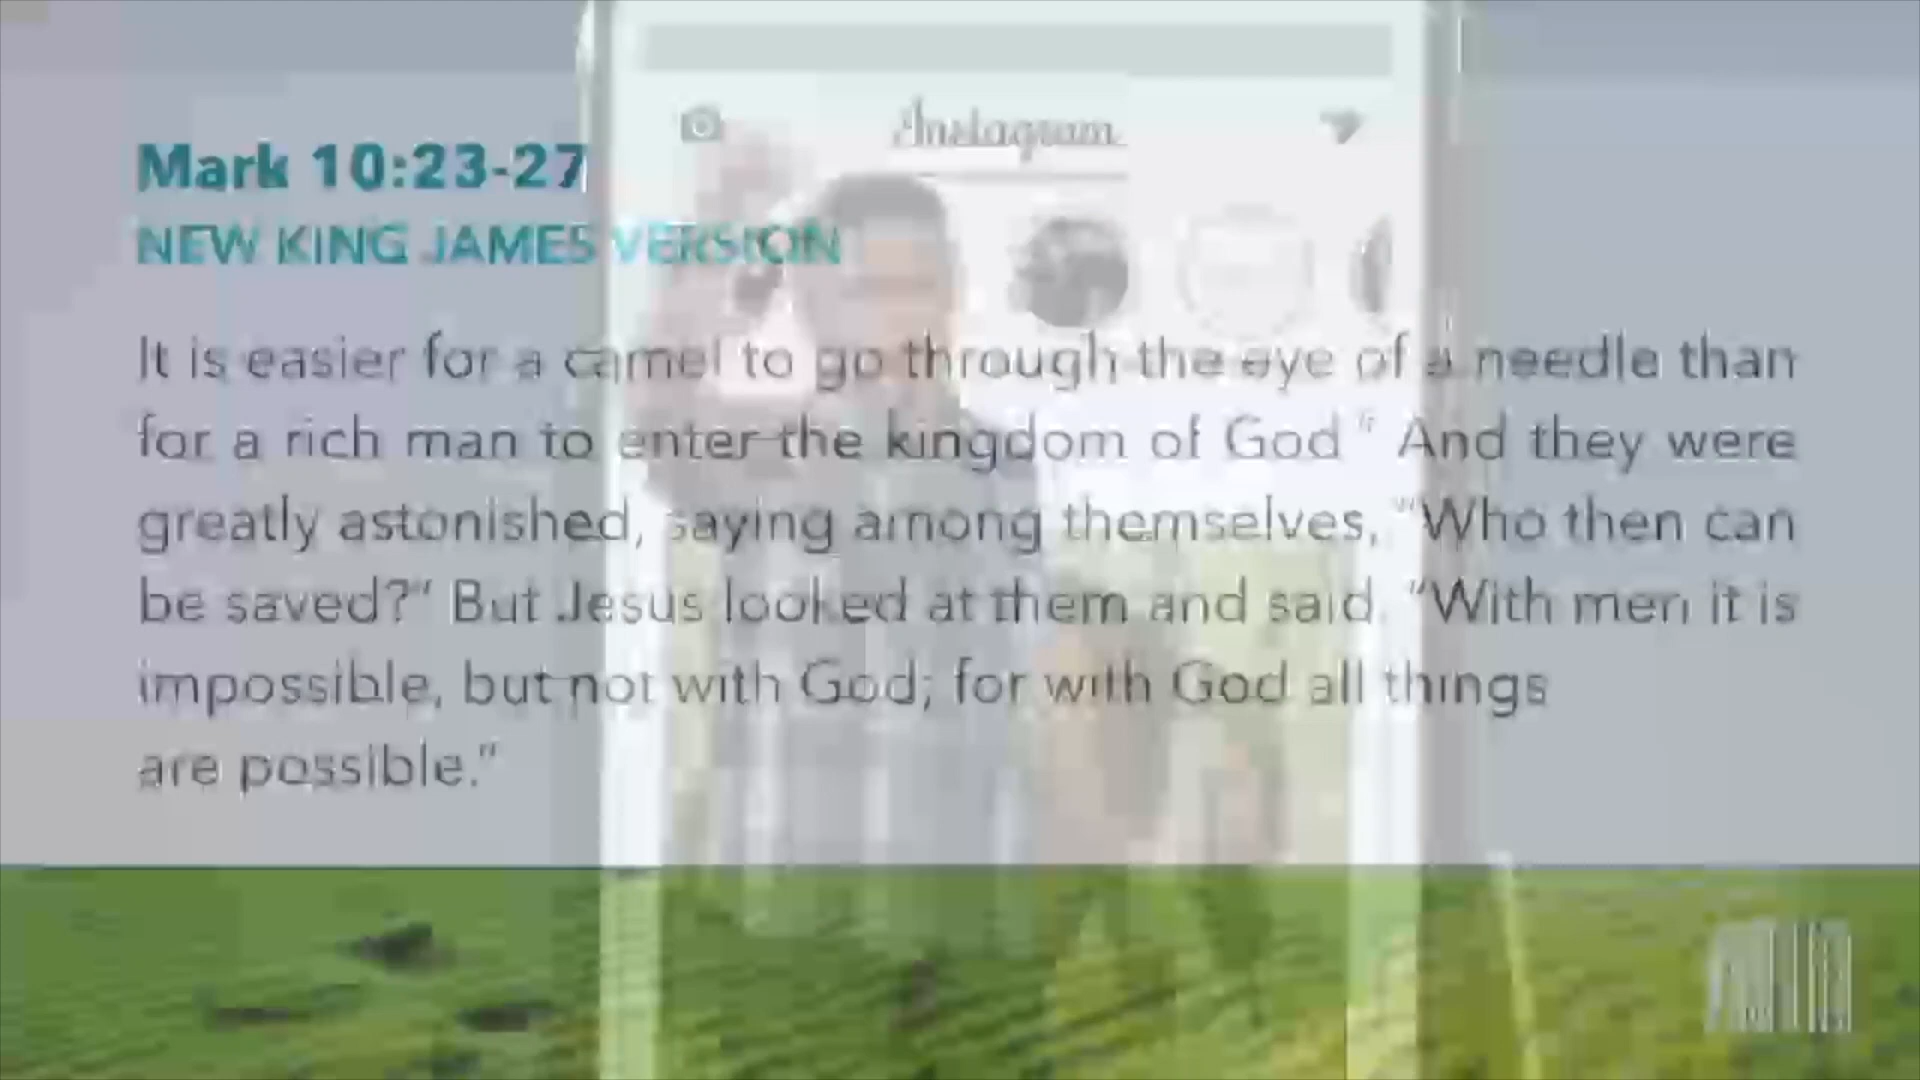 Instagram
Mark 10:23-27
NEW KING JAMES VERSION
It is easier for a camel to go through the eye of a needle than
for a rich man to enter the kingdom of God." And they were
greatly astonished, saying among themselves, "Who then can
be saved?" But Jesus looked at them and said, "With men it is
impossible, but not with God; for with God all things
are possible."